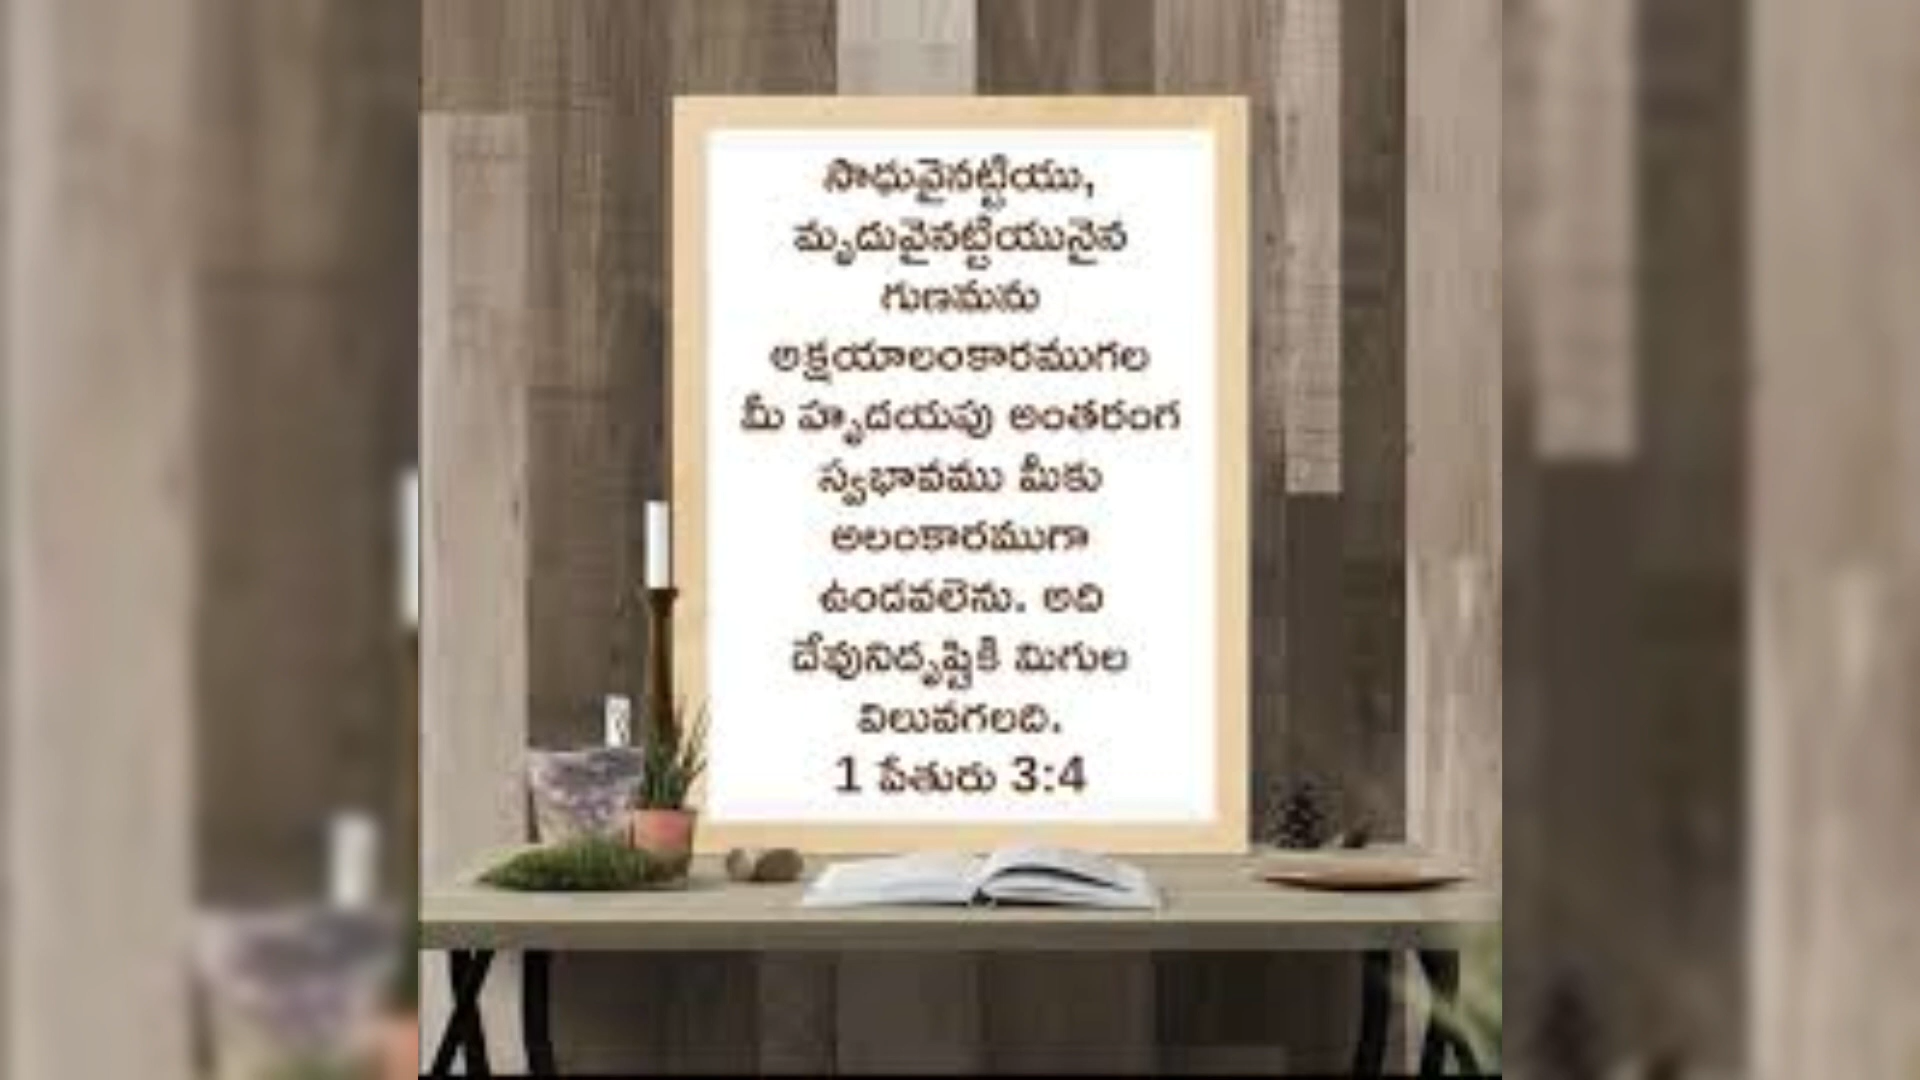 సాధువైనట్టియు,
మృదువైనట్టియునైన
గుణమను
అక్షయాలంకారముగల
మీ హృదయపు అంతరంగ
స్వభావము మీకు
అలంకారముగా
ఉండవలెను. అది
దేవునిదృష్టికి మిగుల
విలువగలది.
1 పేతురు 3:4